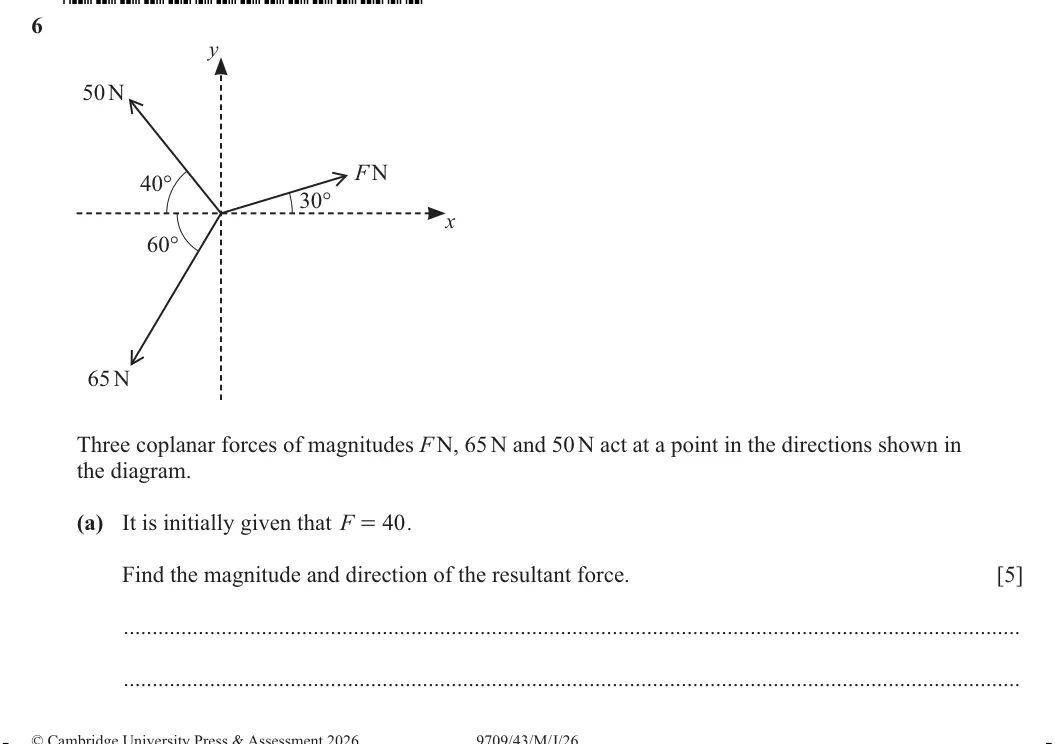 6
y
50 N
F N
40°
30°
x
60°
65 N
Three coplanar forces of magnitudes F N, 65 N and 50 N act at a point in the directions shown in
the diagram.
(a) It is initially given that F = 40.
Find the magnitude and direction of the resultant force. [5]
................................................................................................................................................................
................................................................................................................................................................
© Cambridge University Press & Assessment 2026 9709/43/M/J/26